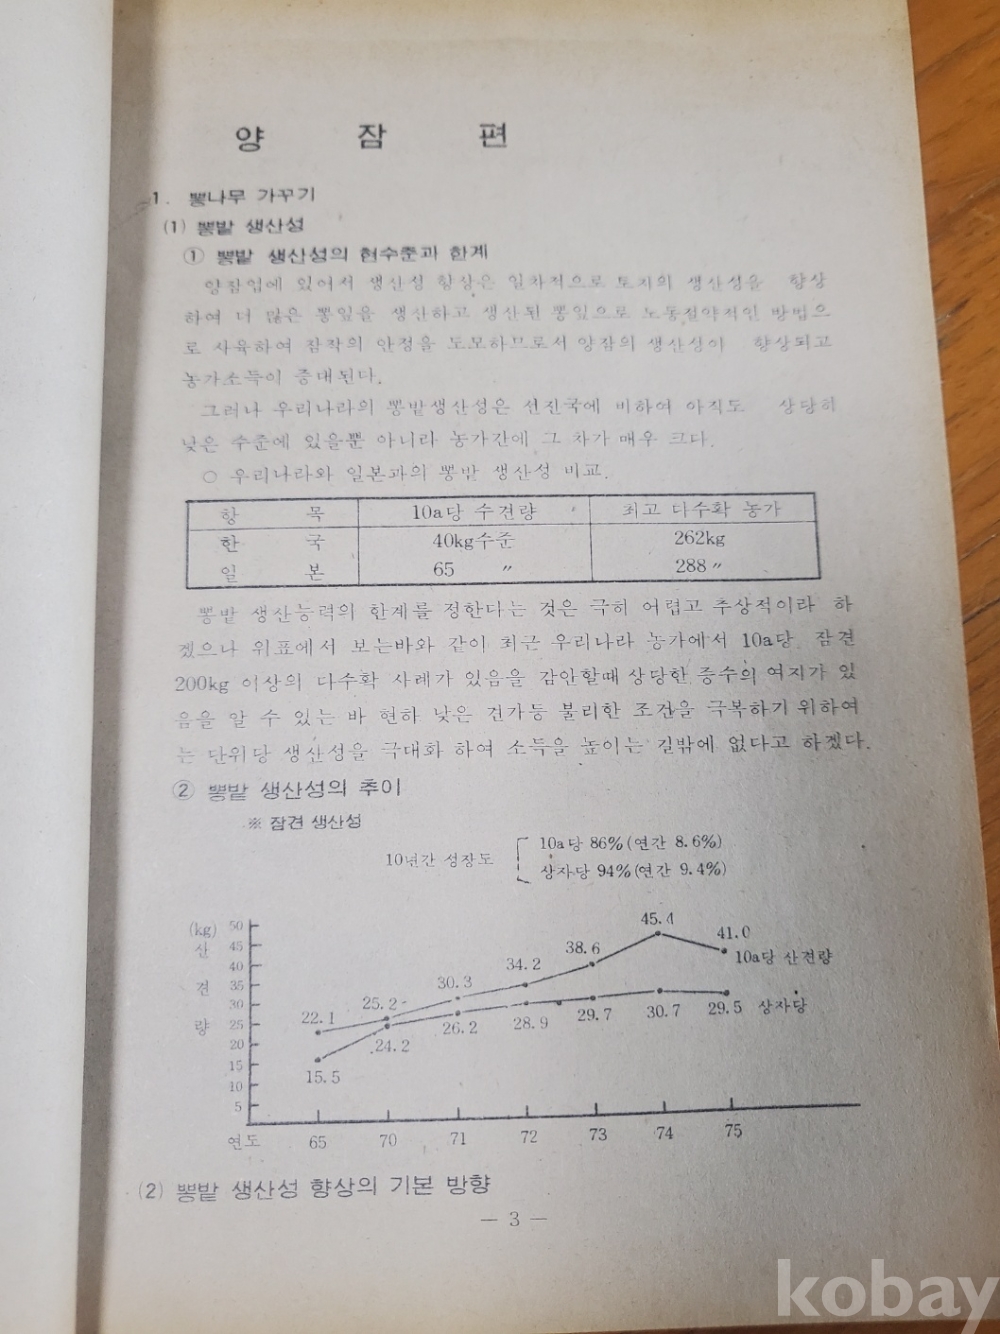 양 잠 편
1. 뽕나무 가꾸기
(1) 뽕밭 생산성
① 뽕밭 생산성의 현수준과 한계
양잠업에 있어서 생산성 향상은 일차적으로 토지의 생산성을 향상
하여 더 많은 뽕잎을 생산하고 생산된 뽕잎으로 노동절약적인 방법으
로 사육하여 잠작의 안정을 도모하므로서 양잠의 생산성이 향상되고
농가소득이 증대된다.
그러나 우리나라의 뽕밭생산성은 선진국에 비하여 아직도 상당히
낮은 수준에 있을뿐 아니라 농가간에 그 차가 매우 크다.
○ 우리나라와 일본과의 뽕밭 생산성 비교.
항 목 10a당 수견량 최고 다수확 농가
한 국 40kg수준 262kg
일 본 65 〃 288〃
뽕밭 생산능력의 한계를 정한다는 것은 극히 어렵고 추상적이라 하
겠으나 위표에서 보는바와 같이 최근 우리나라 농가에서 10a당 잠견
200kg 이상의 다수확 사례가 있음을 감안할때 상당한 증수의 여지가 있
음을 알 수 있는 바 현하 낮은 견가등 불리한 조건을 극복하기 위하여
는 단위당 생산성을 극대화 하여 소득을 높이는 길밖에 없다고 하겠다.
② 뽕밭 생산성의 추이
※ 잠견 생산성
10년간 성장도
10a당 86%(연간 8.6%)
상자당 94%(연간 9.4%)
(kg)
산
견
량
50
45
40
35
30
25
20
15
10
5
22.1 25.2 30.3 34.2 38.6 45.4 41.0
10a당 산견량
15.5 24.2 26.2 28.9 29.7 30.7 29.5 상자당
연도 65 70 71 72 73 74 75
(2) 뽕밭 생산성 향상의 기본 방향
— 3 —
kobay